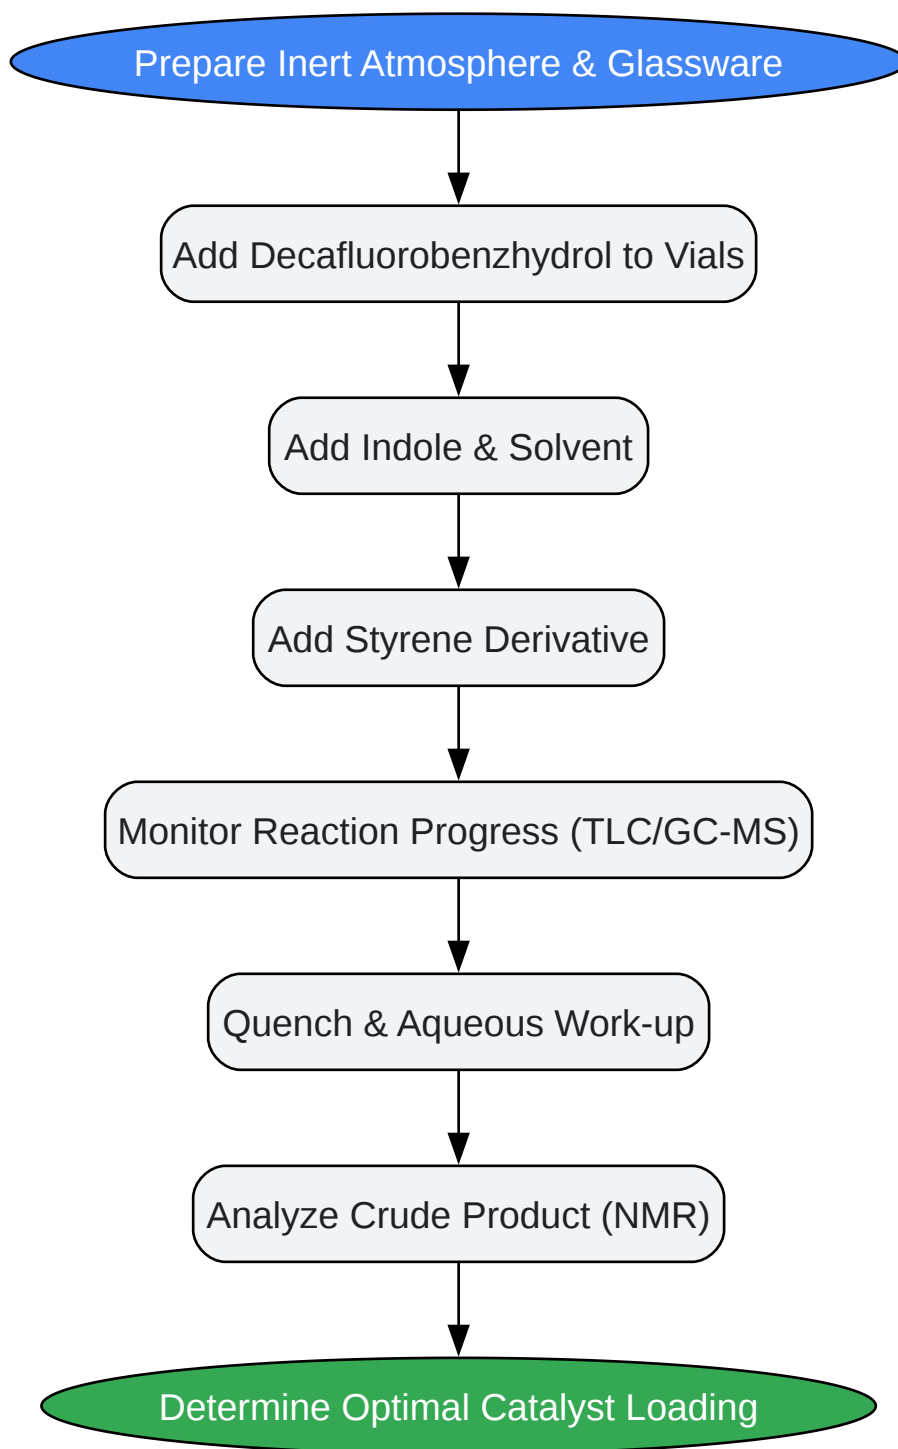 Prepare Inert Atmosphere & Glassware
Add Decafluorobenzhydrol to Vials
Add Indole & Solvent
Add Styrene Derivative
Monitor Reaction Progress (TLC/GC-MS)
Quench & Aqueous Work-up
Analyze Crude Product (NMR)
Determine Optimal Catalyst Loading